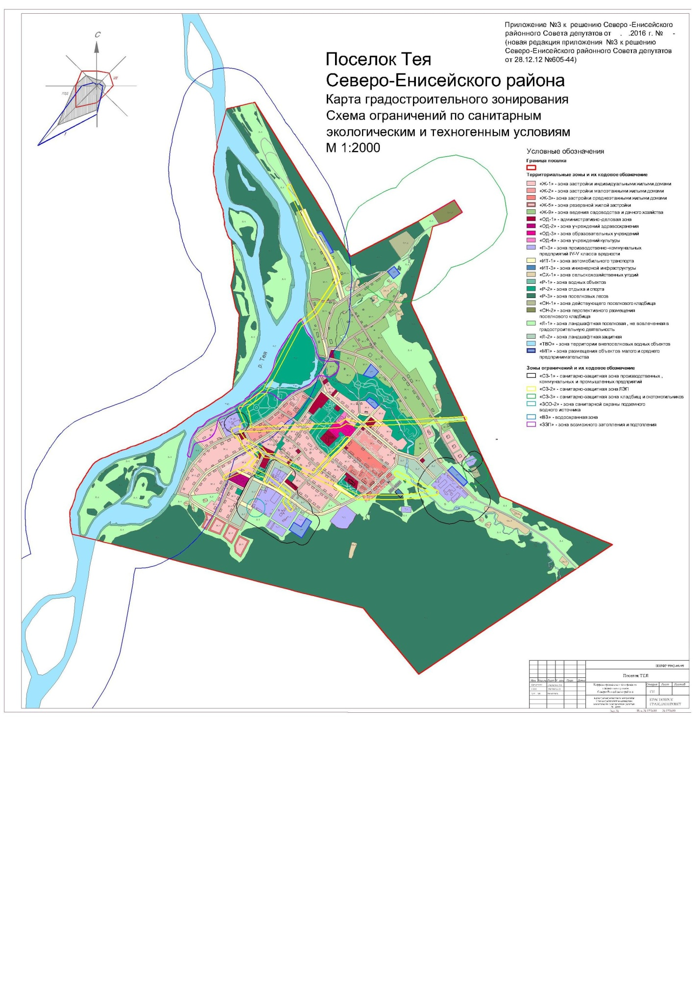 Приложение №3 к решению Северо -Енисейского
районного Совета депутатов от . .2016 г. № -
(новая редакция приложения №3 к решению
Северо-Енисейского районного Совета депутатов
от 28.12.12 №605-44)
Поселок Тея
Северо-Енисейского района
Карта градостроительного зонирования
Схема ограничений по санитарным
экологическим и техногенным условиям
М 1:2000
С
VII
год
I
р. Тея
Условные обозначения
Граница поселка
Территориальные зоны и их кодовое обозначение
«Ж-1» - зона застройки индивидуальными жилыми домами
«Ж-2» - зона застройки малоэтажными жилыми домами
«Ж-3»- зона застройки среднеэтажными жилыми домами
«Ж-5» - зона резервной жилой застройки
«Ж-9» - зона ведения садоводства и дачного хозяйства
«ОД-1» - административно-деловая зона
«ОД-2» - зона учреждений здравоохранения
«ОД-3» - зона образовательных учреждений
«ОД-4» - зона учреждений культуры
«П-3» - зона производственно-коммунальных
предприятий IV-V класса вредности
«ИТ-1» - зона автомобильного транспорта
«ИТ-3» - зона инженерной инфраструктуры
«СХ-1» - зона сельскохозяйственных угодий
«Р-1» - зона водных объектов
«Р-2» - зона отдыха и спорта
«Р-3» - зона поселковых лесов
«СН-1» - зона действующего поселкового кладбища
«СН-2» - зона перспективного размещения
поселкового кладбища
«Л-1» - зона ландшафтная поселковая , не вовлеченная в
градостроительную деятельность
«Л-2» - зона ландшафтная защитная
«ТВО» - зона территории внепоселковых водных объектов
«МП» - зона размещения объектов малого и среднего
предпринимательства
Зоны ограничений и их кодовое обозначение
«СЗ-1» - санитарно-защитная зона производственных ,
коммунальных и промышленных предприятий
«СЗ-2» - санитарно-защитная зона ЛЭП
«СЗ-3» - санитарно-защитная зона кладбищ и скотомогильников
«ЗСО-2» - зона санитарной охраны подземного
водного источника
«ВЗ» - водоохранная зона
«ЗЗП» - зона возможного затопления и подтопления
Поселок ТЕЯ
Стадия Лист Листов
КРАСНОЯРСК
ГРАЖДАНПРОЕКТ